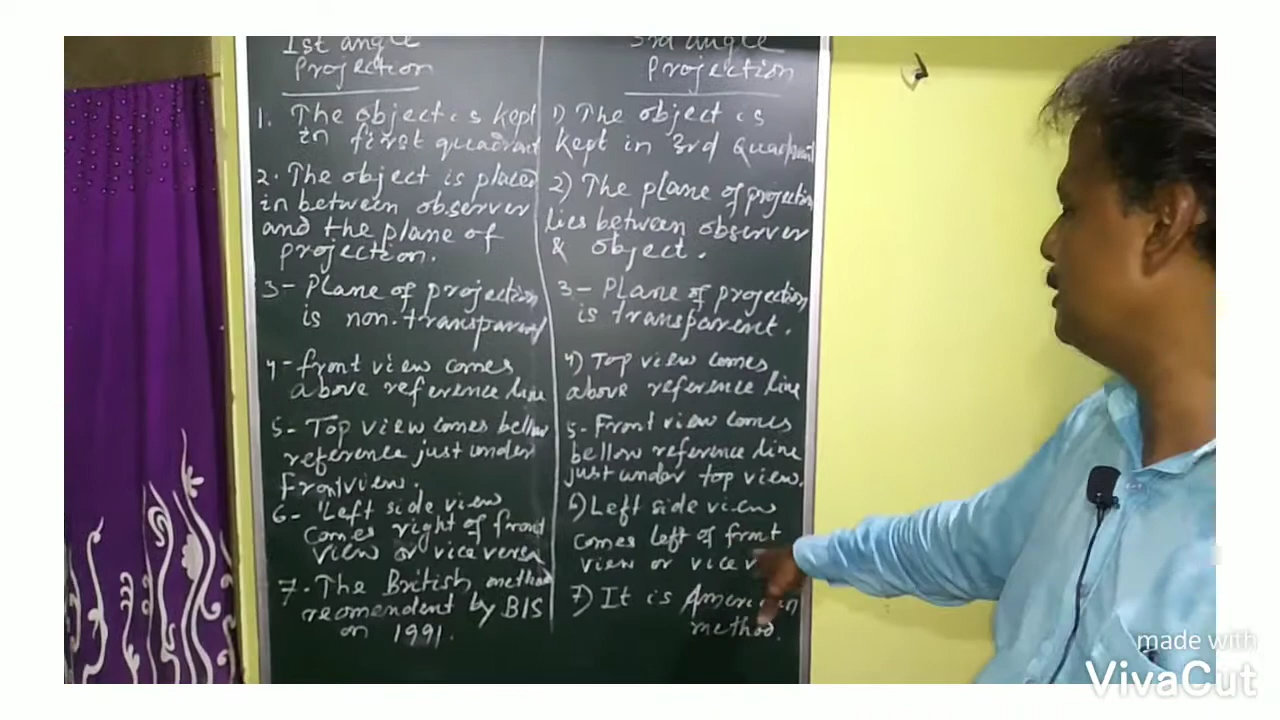 1st angle
Projection
1. The object is kept
in first quadrant
2. The object is placed
in between observer
and the plane of
projection.
3- Plane of projection
is non-transparent
4- front view comes
above reference line
5- Top view comes bellow
reference just under
Front view.
6- Left side view
comes right of front
view or vice versa
7. The British method
reomendent by BIS
on 1991.
3rd angle
Projection
1) The object is
kept in 3rd Quadrant
2) The plane of projection
lies between observer
& object.
3- Plane of projection
is transparent.
4) Top view comes
above reference line
5- Front view comes
bellow reference line
just under top view.
6) Left side view
comes left of front
view or vice v
7) It is American
method.
made with
VivaCut